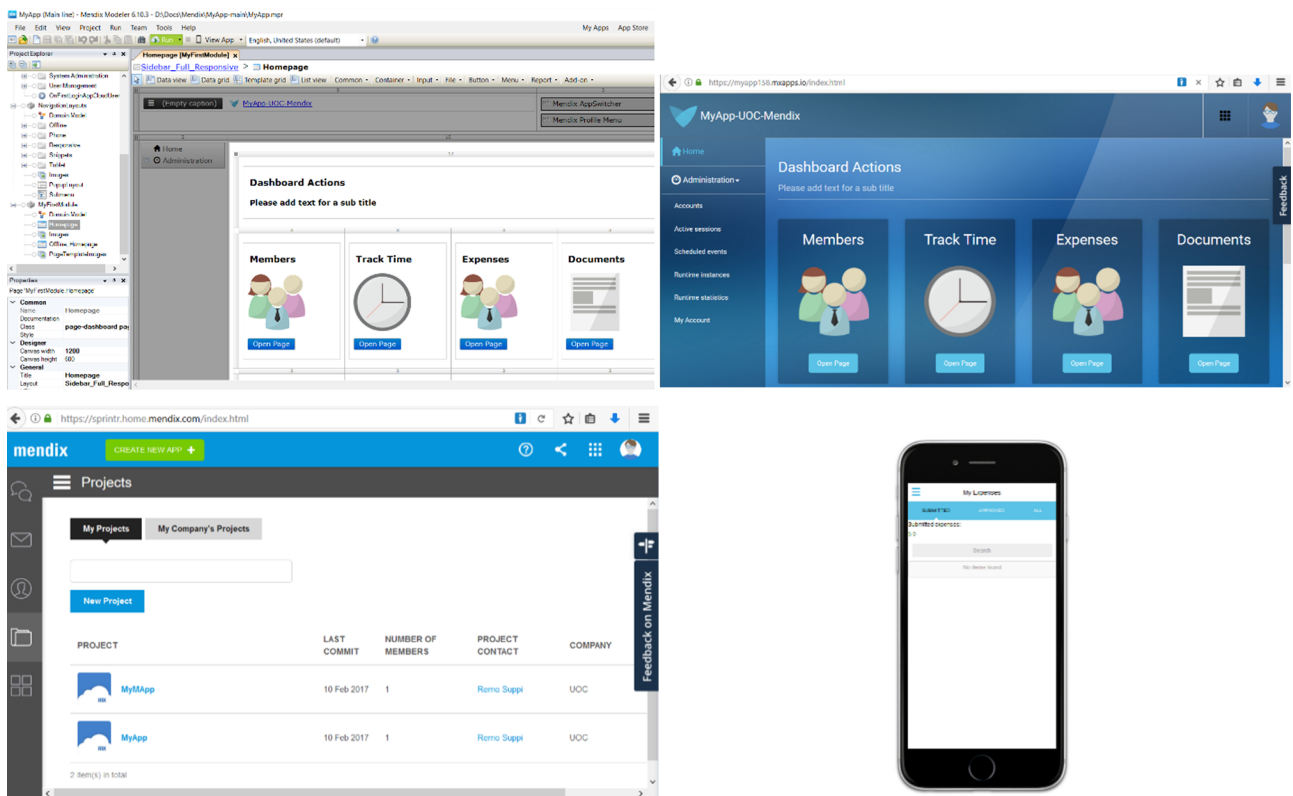 MyApp (Main line) - Mendix Modeler 6.10.3 - D:\Docs\Mendix\MyApp-main\MyApp.mpr
File Edit View Project Run Team Tools Help
My Apps App Store
Run View App English, United States (default)
Project Explorer
System Administration
User Management
OnFirstLoginAppCloudUser
NavigationLayouts
Domain Model
Offline
Phone
Responsive
Snippets
Tablet
Images
PopupLayout
Submenu
MyFirstModule
Domain Model
Homepage
Images
Offline_Homepage
PageTemplateImages
Properties
Page 'MyFirstModule.Homepage'
Common
Name Homepage
Documentation
Class page-dashboard pa
Style
Designer
Canvas width 1200
Canvas height 600
General
Title Homepage
Layout Sidebar_Full_Respo
Homepage [MyFirstModule] x
Sidebar_Full_Responsive > Homepage
Data view Data grid Template grid List view Common Container Input File Button Menu Report Add-on
(Empty caption) MyApp-UOC-Mendix
Mendix AppSwitcher
Mendix Profile Menu
Home
Administration
Dashboard Actions
Please add text for a sub title
Members Track Time Expenses Documents
Open Page Open Page Open Page Open Page
https://myapp158.mxapps.io/index.html
MyApp-UOC-Mendix
Home
Administration
Accounts
Active sessions
Scheduled events
Runtime instances
Runtime statistics
My Account
Dashboard Actions
Please add text for a sub title
Members Track Time Expenses Documents
Open Page Open Page Open Page Open Page
Feedback
https://sprintr.home.mendix.com/index.html
mendix CREATE NEW APP +
Projects
My Projects My Company's Projects
New Project
PROJECT LAST COMMIT NUMBER OF MEMBERS PROJECT CONTACT COMPANY
MyMApp 10 Feb 2017 1 Remo Suppi UOC
MyApp 10 Feb 2017 1 Remo Suppi UOC
2 item(s) in total
Feedback on Mendix
My Expenses
SUBMITTED APPROVED ALL
Submitted expenses:
Search
No items found